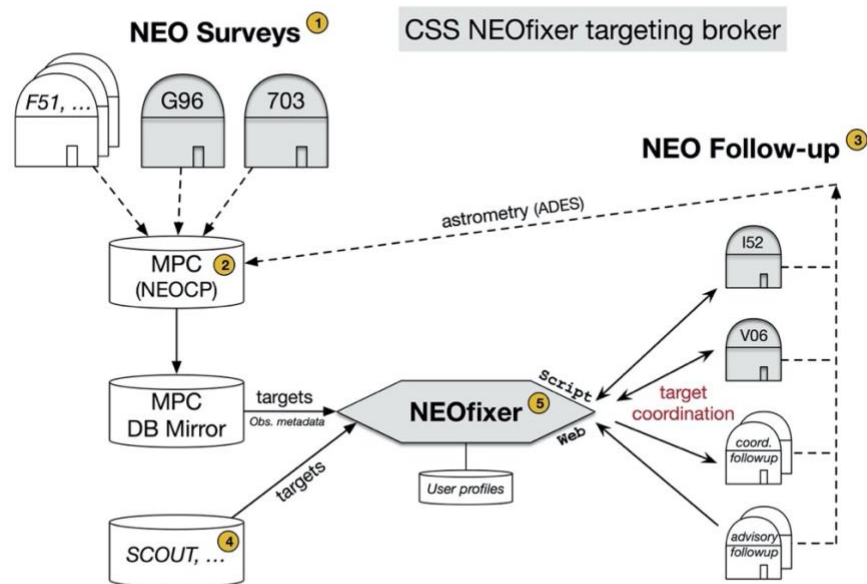 NEO Surveys 1
CSS NEOfixer targeting broker
F51, ...
G96
703
NEO Follow-up 3
astrometry (ADES)
I52
MPC 2
(NEOCP)
V06
Script
MPC
DB Mirror
targets
Obs. metadata
NEOfixer 5
target
coordination
Web
coord.
followup
User profiles
targets
SCOUT, ... 4
advisory
followup